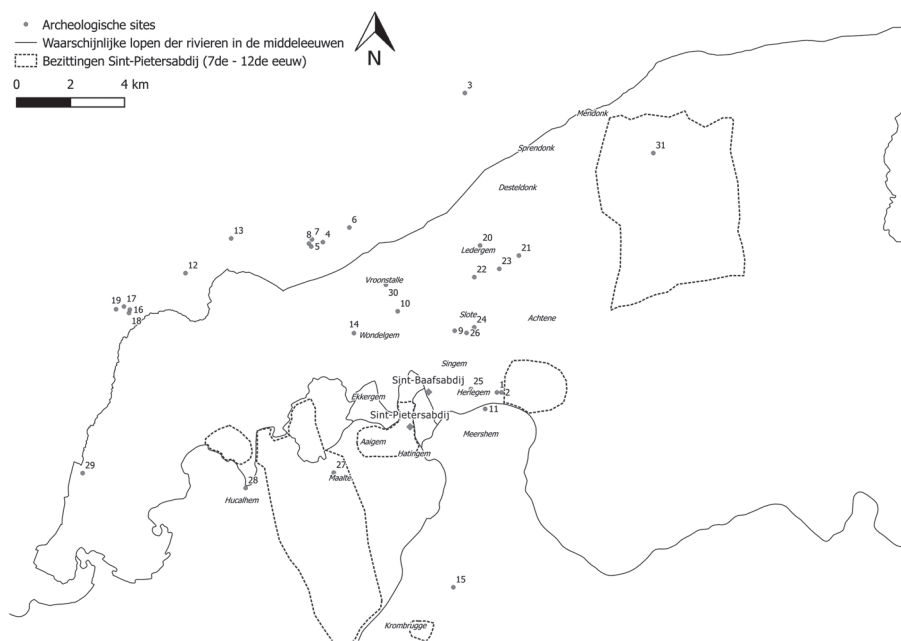 Archeologische sites
Waarschijnlijke lopen der rivieren in de middeleeuwen
Bezittingen Sint-Pietersabdij (7de - 12de eeuw)
N
0 2 4 km
3
Mendonk
Sprendonk
31
Desteldonk
6
13
7
8
4
5
20
Ledergem
21
23
22
12
Vroonstalle
30
19
17
16
18
10
Slote
Achtene
24
9
26
14
Wondelgem
Singem
Sint-Baafsabdij
25
1
2
Herlegem
Ekkergem
11
Sint-Pietersabdij
Meershem
Aaigem
Hatingem
29
27
Maalte
28
Hucalhem
15
Krombrugge